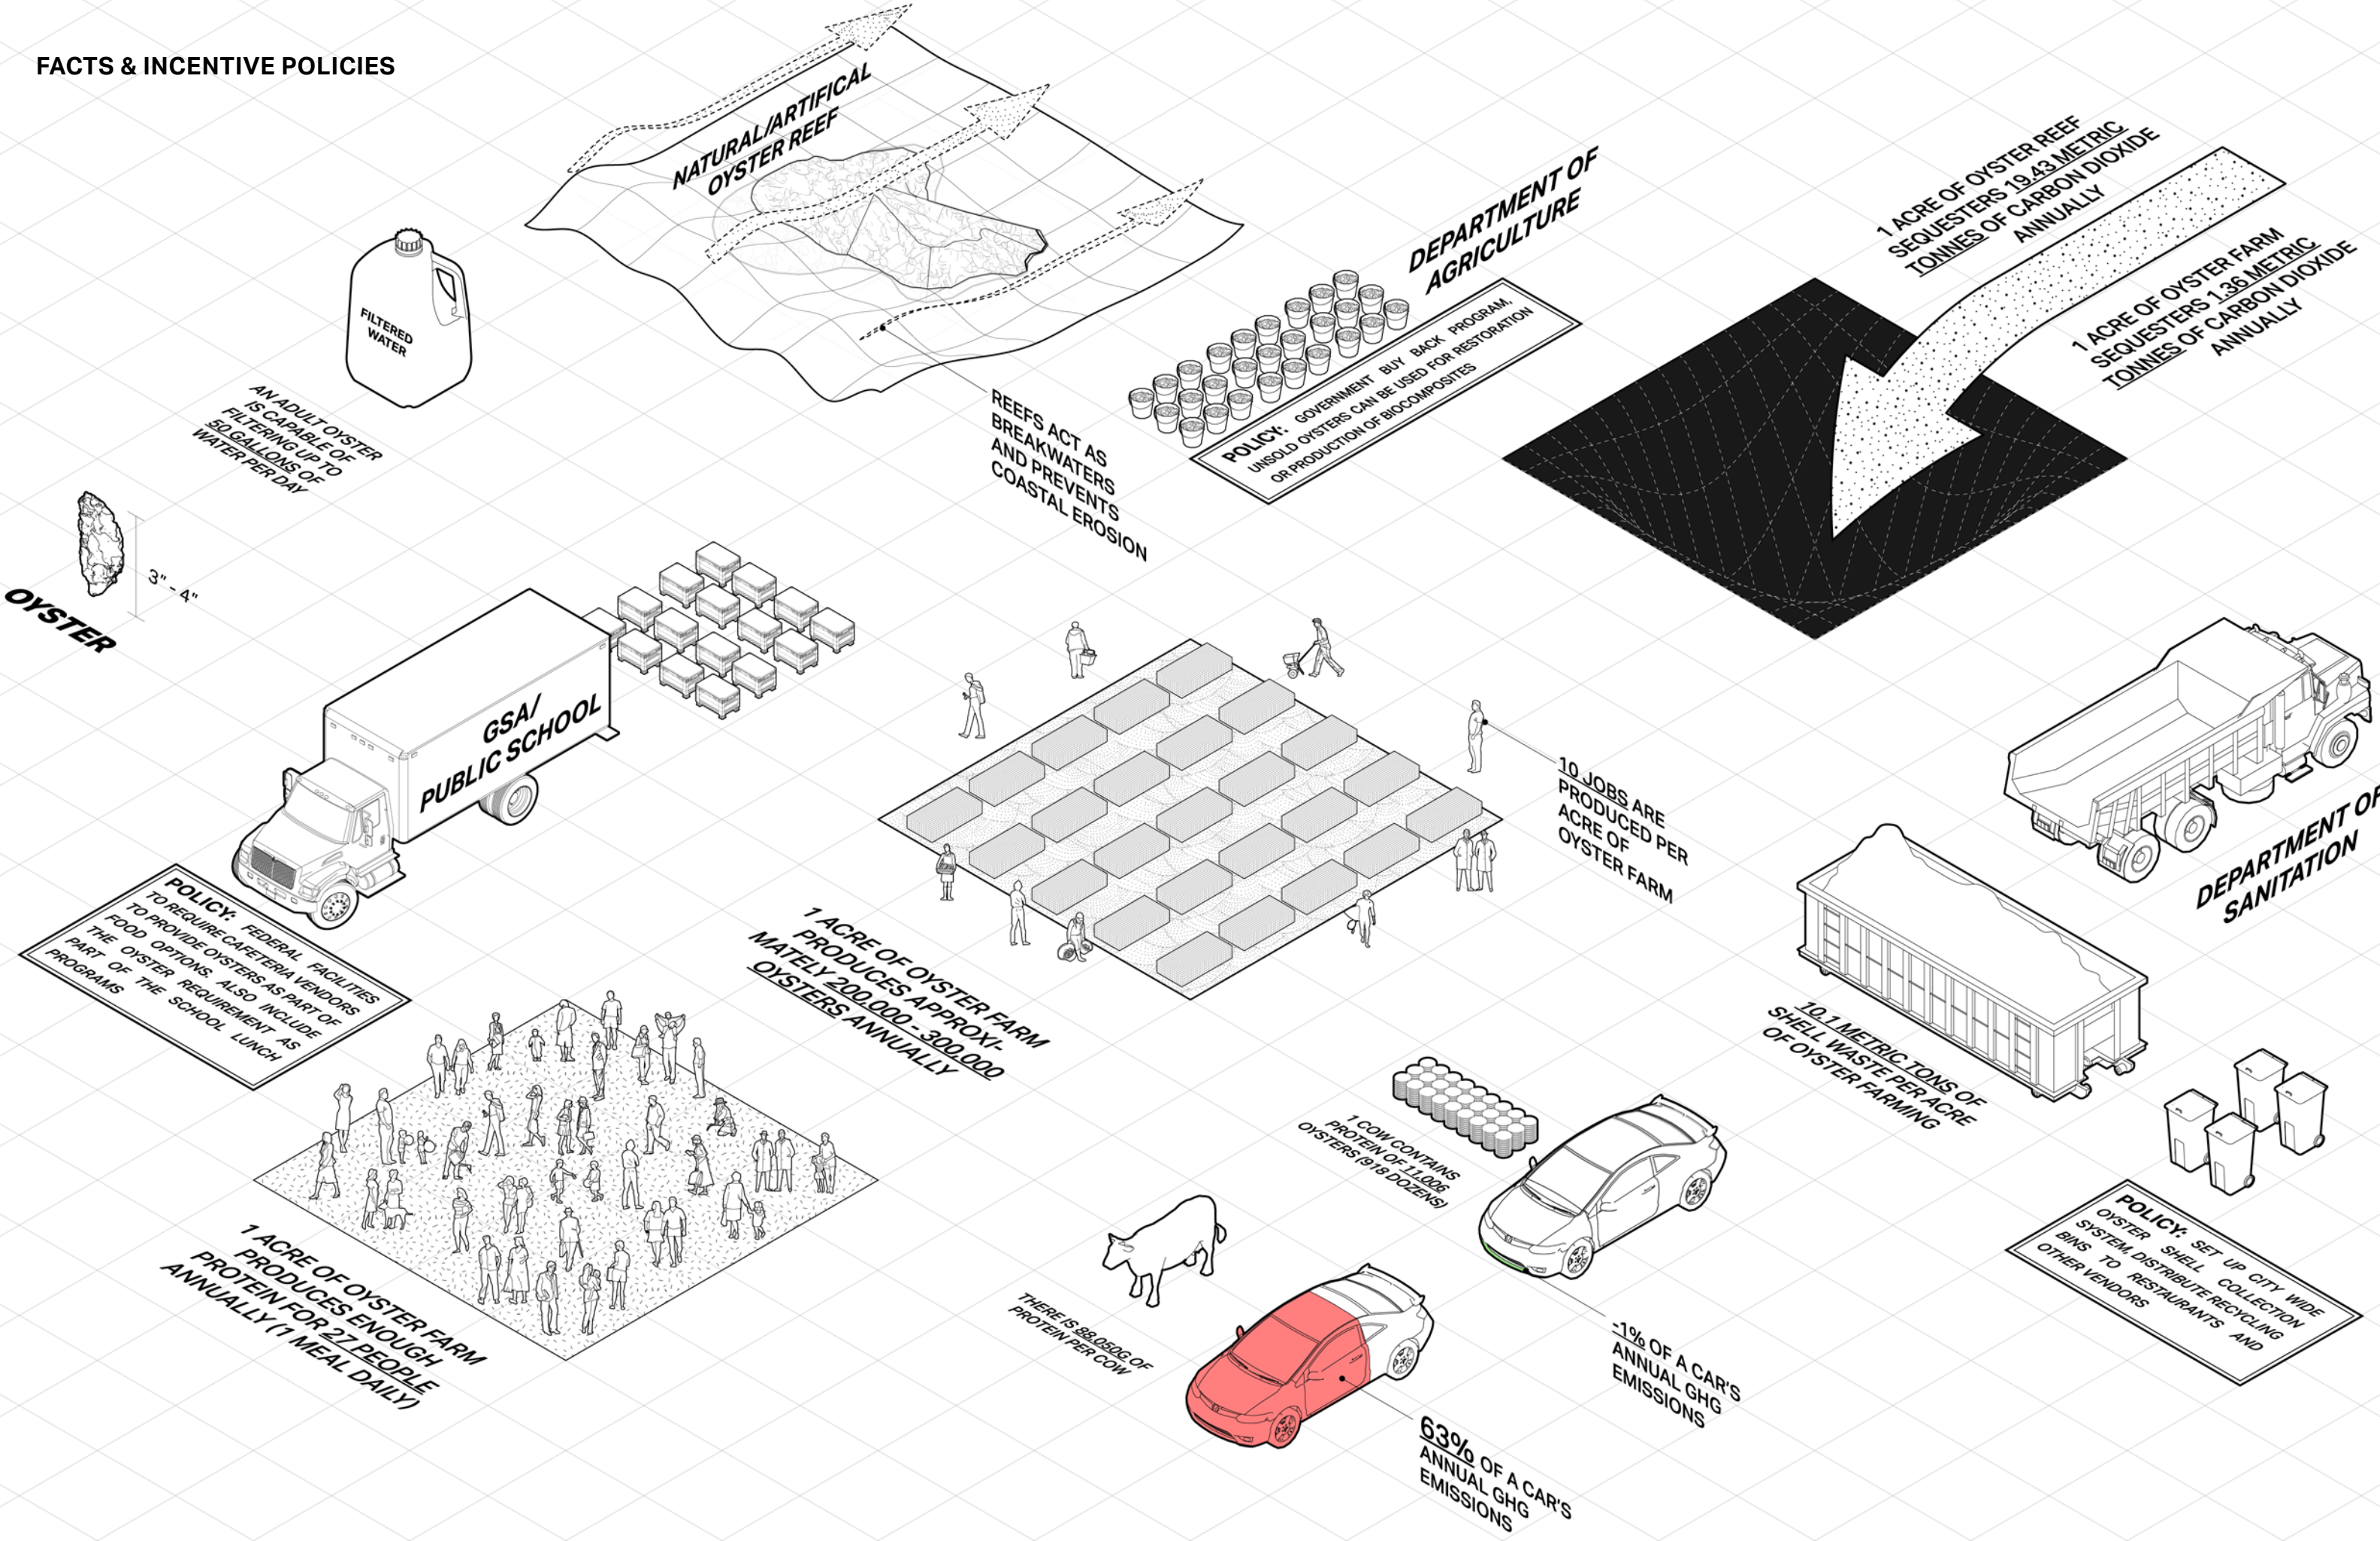 FACTS & INCENTIVE POLICIES
NATURAL/ARTIFICAL
OYSTER REEF
REEFS ACT AS
BREAKWATERS
AND PREVENTS
COASTAL EROSION
FILTERED
WATER
AN ADULT OYSTER
IS CAPABLE OF
FILTERING UP TO
50 GALLONS OF
WATER PER DAY
3" - 4"
OYSTER
DEPARTMENT OF
AGRICULTURE
POLICY: GOVERNMENT BUY BACK PROGRAM,
UNSOLD OYSTERS CAN BE USED FOR RESTORATION
OR PRODUCTION OF BIOCOMPOSITES
1 ACRE OF OYSTER REEF
SEQUESTERS 19.43 METRIC
TONNES OF CARBON DIOXIDE
ANNUALLY
1 ACRE OF OYSTER FARM
SEQUESTERS 1.36 METRIC
TONNES OF CARBON DIOXIDE
ANNUALLY
GSA/
PUBLIC SCHOOL
POLICY: FEDERAL FACILITIES
TO REQUIRE CAFETERIA VENDORS
TO PROVIDE OYSTERS AS PART OF
FOOD OPTIONS. ALSO INCLUDE
THE OYSTER REQUIREMENT AS
PART OF THE SCHOOL LUNCH
PROGRAMS
10 JOBS ARE
PRODUCED PER
ACRE OF
OYSTER FARM
1 ACRE OF OYSTER FARM
PRODUCES APPROXI-
MATELY 200,000 - 300,000
OYSTERS ANNUALLY
DEPARTMENT OF
SANITATION
10.1 METRIC TONS OF
SHELL WASTE PER ACRE
OF OYSTER FARMING
POLICY: SET UP CITY WIDE
OYSTER SHELL COLLECTION
SYSTEM, DISTRIBUTE RECYCLING
BINS TO RESTAURANTS AND
OTHER VENDORS
1 ACRE OF OYSTER FARM
PRODUCES ENOUGH
PROTEIN FOR 27 PEOPLE
ANNUALLY (1 MEAL DAILY)
1 COW CONTAINS
PROTEIN OF 11,006
OYSTERS (918 DOZENS)
THERE IS 88,050G OF
PROTEIN PER COW
-1% OF A CAR'S
ANNUAL GHG
EMISSIONS
63% OF A CAR'S
ANNUAL GHG
EMISSIONS